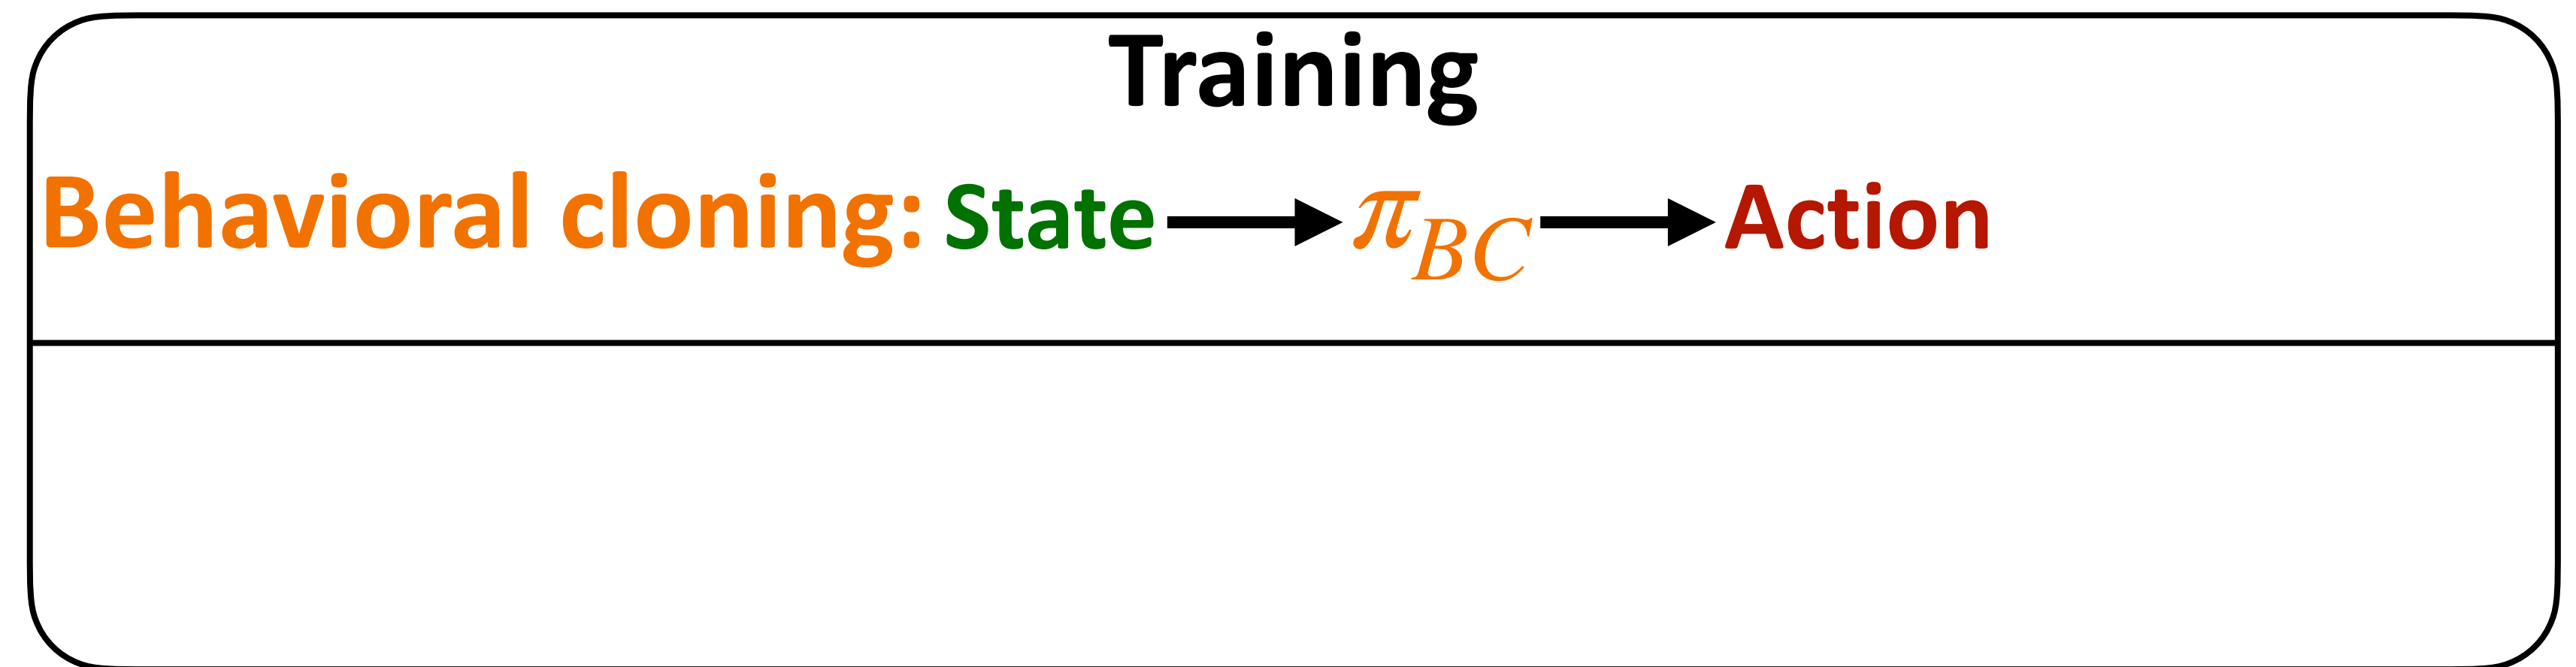 Training
Behavioral cloning: State → π_BC → Action